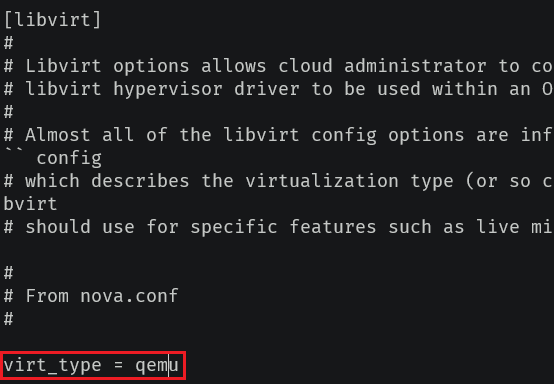 [libvirt]
#
# Libvirt options allows cloud administrator to co
# libvirt hypervisor driver to be used within an O
#
# Almost all of the libvirt config options are inf
`` config
# which describes the virtualization type (or so c
bvirt
# should use for specific features such as live mi
#
# From nova.conf
#
virt_type = qemu